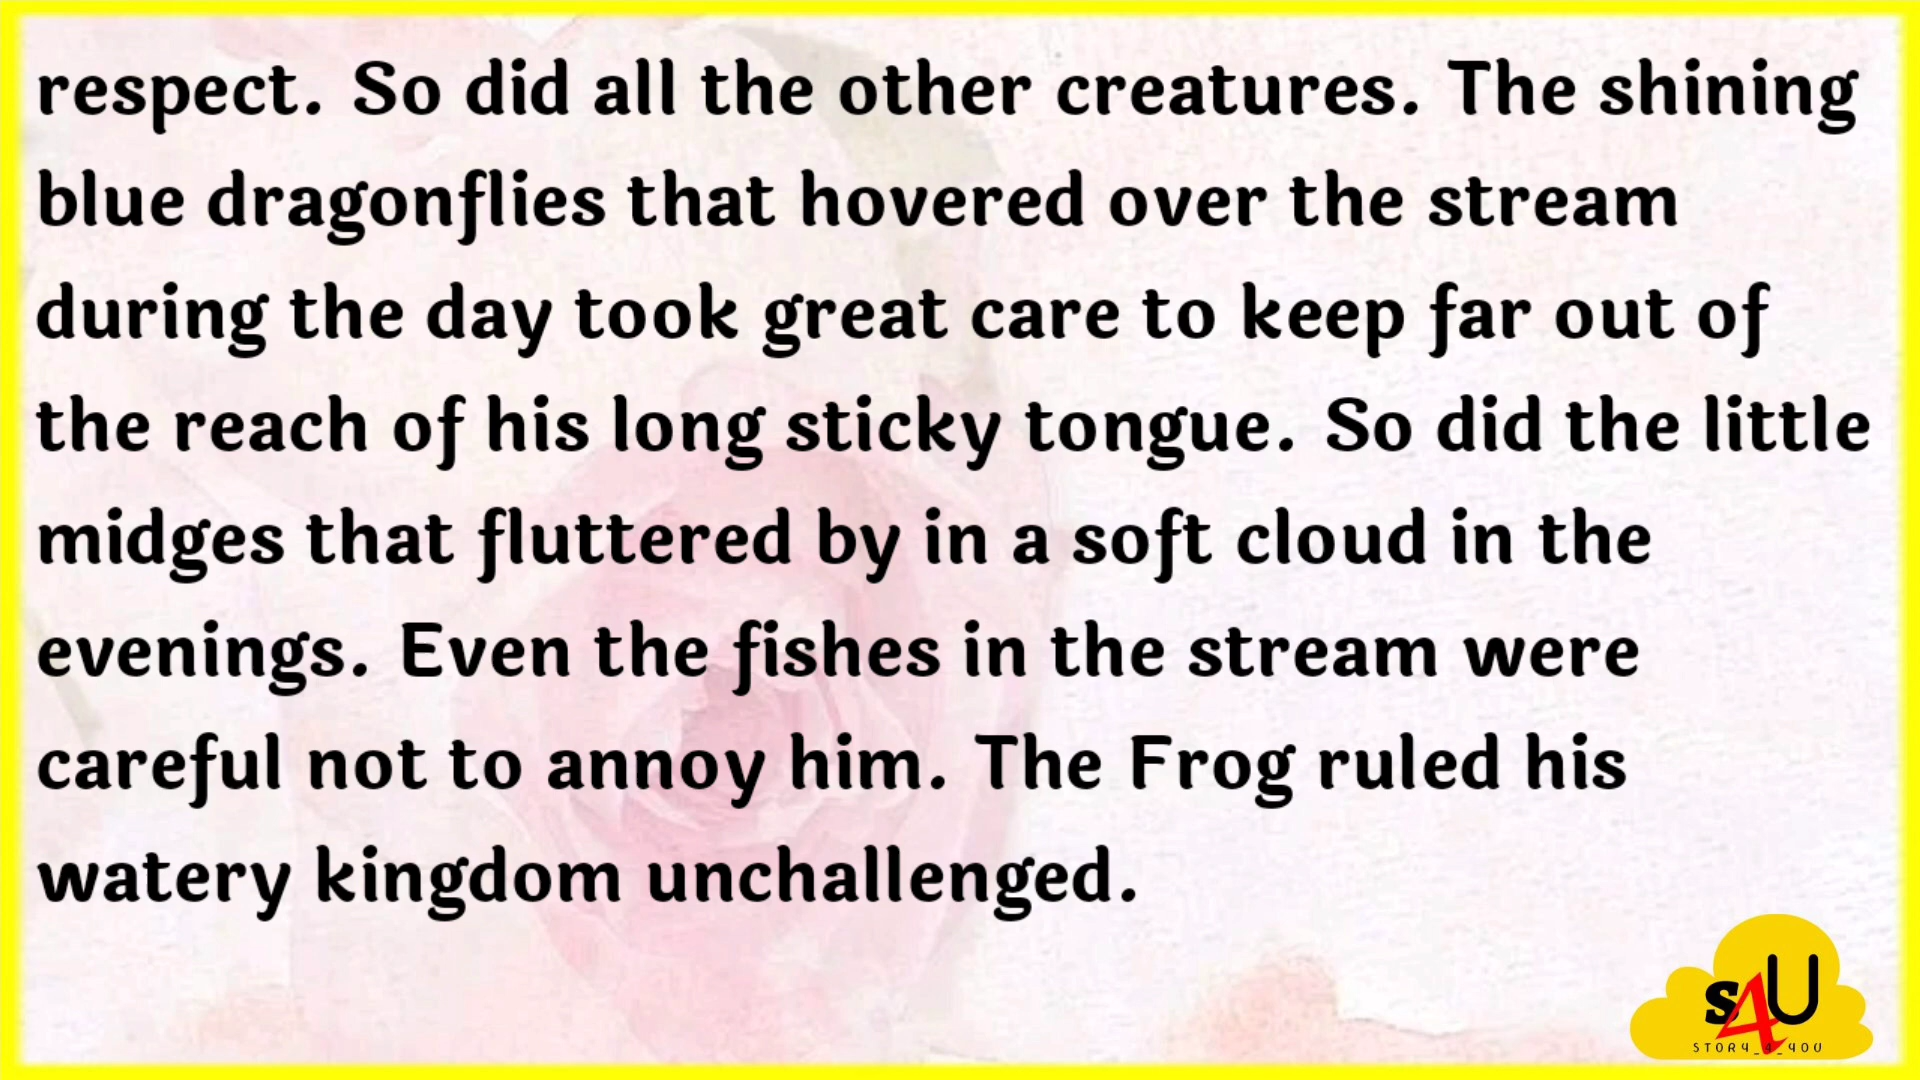 respect. So did all the other creatures. The shining
blue dragonflies that hovered over the stream
during the day took great care to keep far out of
the reach of his long sticky tongue. So did the little
midges that fluttered by in a soft cloud in the
evenings. Even the fishes in the stream were
careful not to annoy him. The Frog ruled his
watery kingdom unchallenged.
S4U
STORY_4_YOU